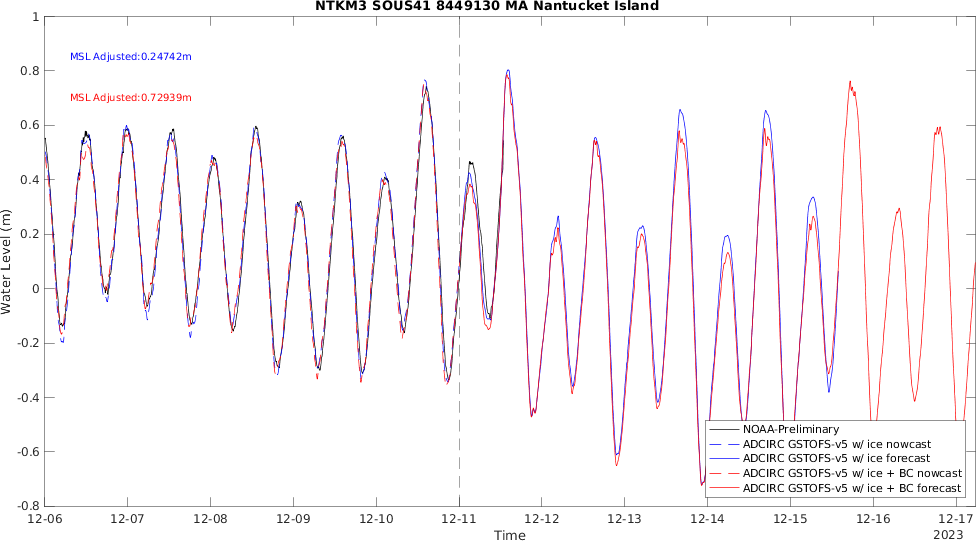 NTKM3 SOUS41 8449130 MA Nantucket Island
1
0.8
0.6
0.4
0.2
0
-0.2
-0.4
-0.6
-0.8
Water Level (m)
MSL Adjusted:0.24742m
MSL Adjusted:0.72939m
NOAA-Preliminary
ADCIRC GSTOFS-v5 w/ ice nowcast
ADCIRC GSTOFS-v5 w/ ice forecast
ADCIRC GSTOFS-v5 w/ ice + BC nowcast
ADCIRC GSTOFS-v5 w/ ice + BC forecast
12-06 12-07 12-08 12-09 12-10 12-11 12-12 12-13 12-14 12-15 12-16 12-17
Time
2023